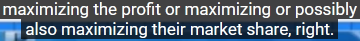 maximizing the profit or maximizing or possibly
also maximizing their market share, right.